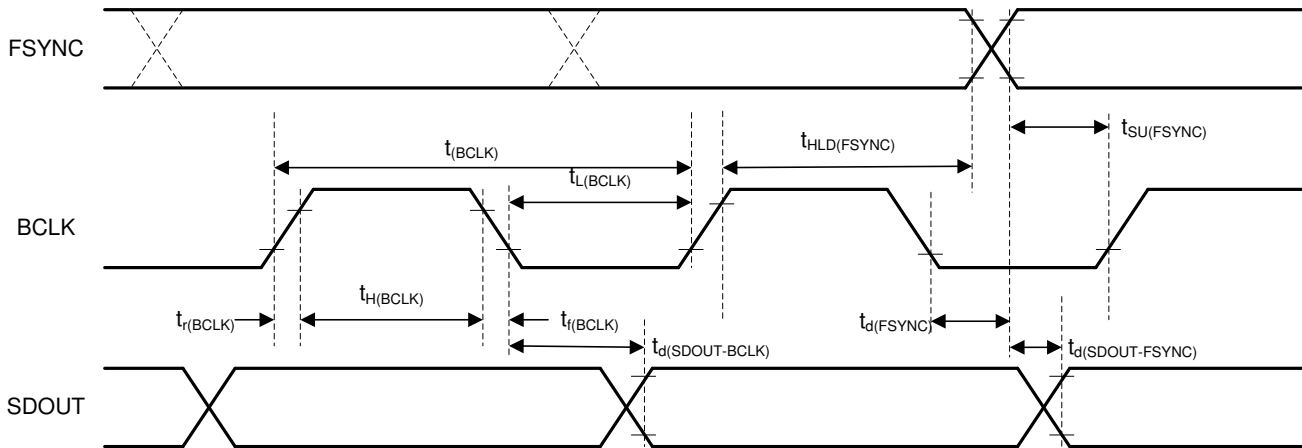 FSYNC
tSU(FSYNC)
tHLD(FSYNC)
t(BCLK)
tL(BCLK)
BCLK
tH(BCLK)
tr(BCLK)
tf(BCLK)
td(FSYNC)
td(SDOUT-BCLK)
td(SDOUT-FSYNC)
SDOUT